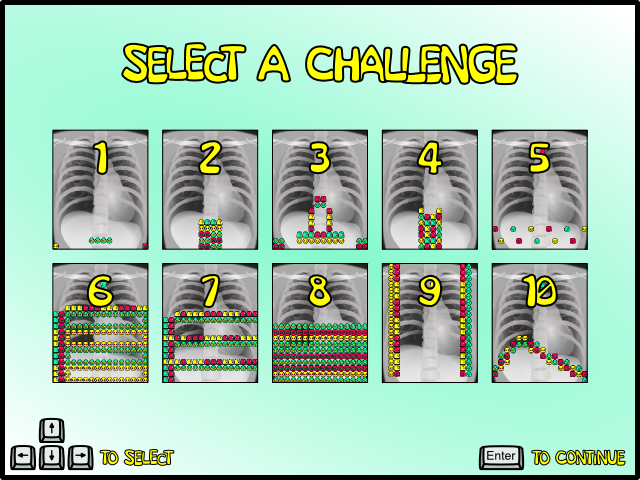 SELECT A CHALLENGE
1 2 3 4 5
6 7 8 9 10
↑
← ↓ → TO SELECT
Enter TO CONTINUE